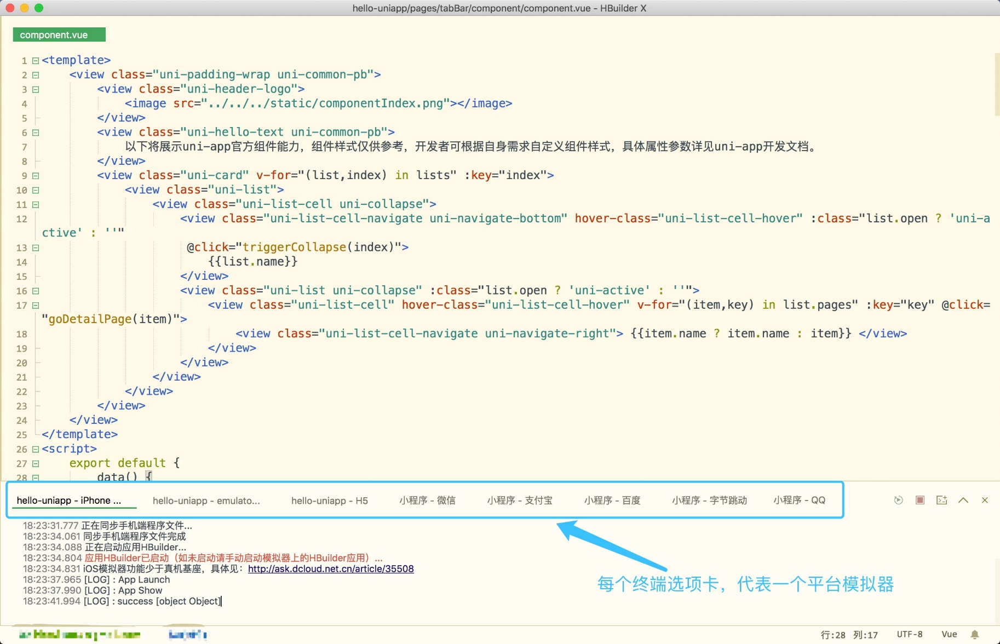 hello-uniapp/pages/tabBar/component/component.vue - HBuilder X
component.vue
1 <template>
2 <view class="uni-padding-wrap uni-common-pb">
3 <view class="uni-header-logo">
4 <image src="../../../static/componentIndex.png"></image>
5 </view>
6 <view class="uni-hello-text uni-common-pb">
7 以下将展示uni-app官方组件能力，组件样式仅供参考，开发者可根据自身需求自定义组件样式，具体属性参数详见uni-app开发文档。
8 </view>
9 <view class="uni-card" v-for="(list,index) in lists" :key="index">
10 <view class="uni-list">
11 <view class="uni-list-cell uni-collapse">
12 <view class="uni-list-cell-navigate uni-navigate-bottom" hover-class="uni-list-cell-hover" :class="list.open ? 'uni-a
ctive' : ''"
13 @click="triggerCollapse(index)">
14 {{list.name}}
15 </view>
16 <view class="uni-list uni-collapse" :class="list.open ? 'uni-active' : ''">
17 <view class="uni-list-cell" hover-class="uni-list-cell-hover" v-for="(item,key) in list.pages" :key="key" @click=
"goDetailPage(item)">
18 <view class="uni-list-cell-navigate uni-navigate-right"> {{item.name ? item.name : item}} </view>
19 </view>
20 </view>
21 </view>
22 </view>
23 </view>
24 </view>
25 </template>
26 <script>
27 export default {
28 data() {
hello-uniapp - iPhone ... hello-uniapp - emulato... hello-uniapp - H5 小程序 - 微信 小程序 - 支付宝 小程序 - 百度 小程序 - 字节跳动 小程序 - QQ
18:23:31.777 正在同步手机端程序文件...
18:23:34.061 同步手机端程序文件完成
18:23:34.088 正在启动应用HBuilder...
18:23:34.804 应用HBuilder已启动（如未启动请手动启动模拟器上的HBuilder应用）...
18:23:34.831 iOS模拟器功能少于真机基座，具体见：http://ask.dcloud.net.cn/article/35508
18:23:37.965 [LOG] : App Launch
18:23:37.990 [LOG] : App Show
18:23:41.994 [LOG] : success [object Object]
每个终端选项卡，代表一个平台模拟器
行:28 列:17 UTF-8 Vue